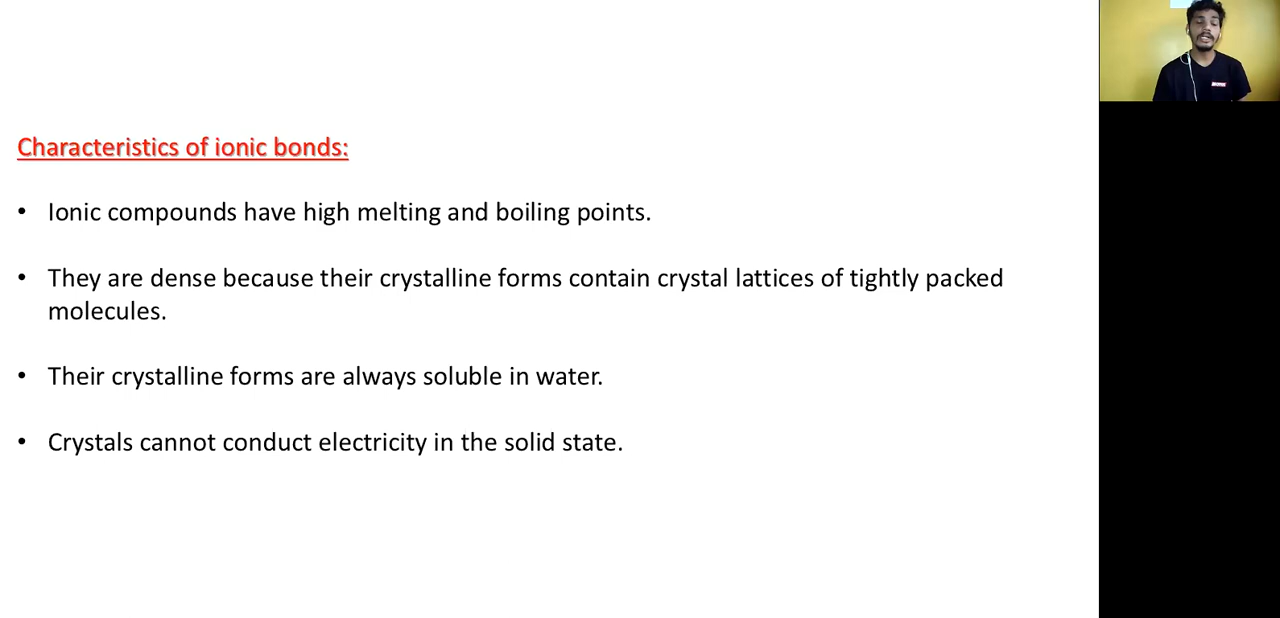 Characteristics of ionic bonds:
• Ionic compounds have high melting and boiling points.
• They are dense because their crystalline forms contain crystal lattices of tightly packed
molecules.
• Their crystalline forms are always soluble in water.
• Crystals cannot conduct electricity in the solid state.